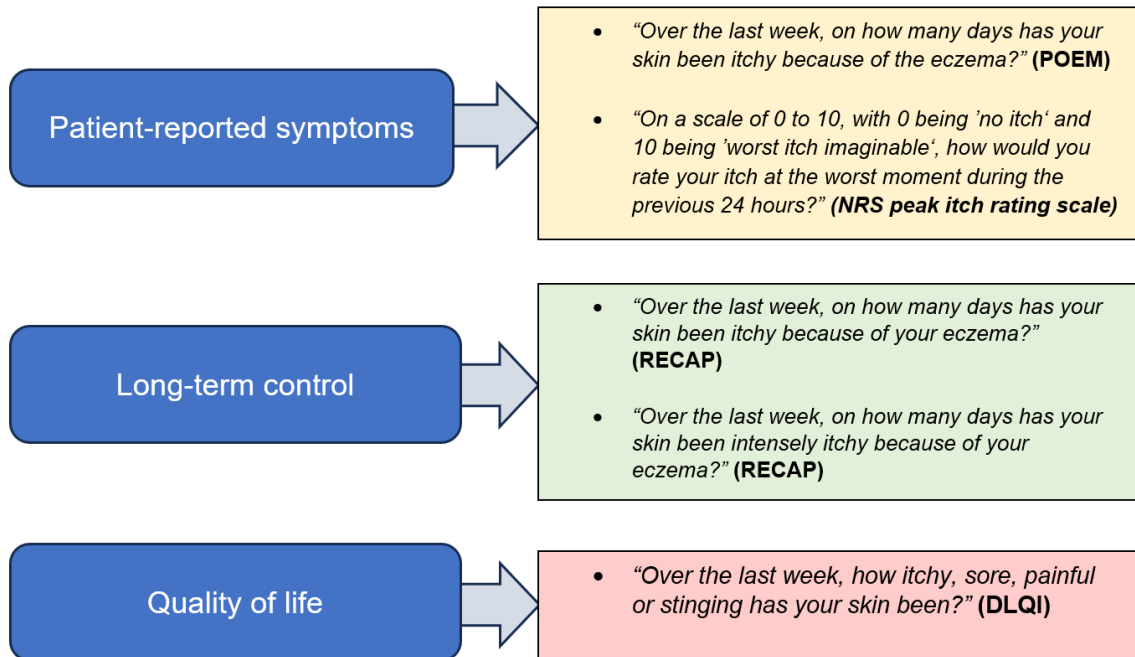 Patient-reported symptoms
• “Over the last week, on how many days has your
skin been itchy because of the eczema?” (POEM)
• “On a scale of 0 to 10, with 0 being ’no itch‘ and
10 being ’worst itch imaginable‘, how would you
rate your itch at the worst moment during the
previous 24 hours?” (NRS peak itch rating scale)
Long-term control
• “Over the last week, on how many days has your
skin been itchy because of your eczema?”
(RECAP)
• “Over the last week, on how many days has your
skin been intensely itchy because of your
eczema?” (RECAP)
Quality of life
• “Over the last week, how itchy, sore, painful
or stinging has your skin been?” (DLQI)